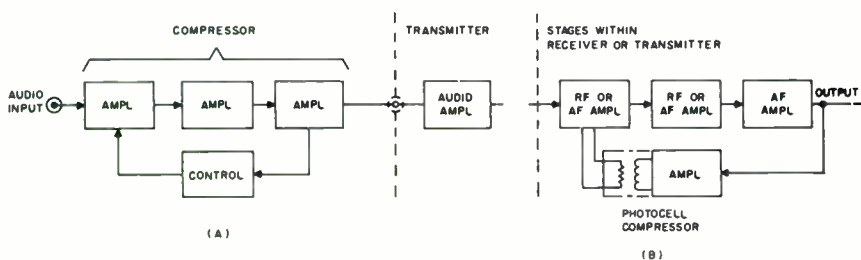 COMPRESSOR
TRANSMITTER
STAGES WITHIN
RECEIVER OR TRANSMITTER
AUDIO
INPUT
AMPL
AMPL
AMPL
AUDIO
AMPL
RF OR
AF AMPL
RF OR
AF AMPL
AF
AMPL
OUTPUT
CONTROL
AMPL
PHOTOCELL
COMPRESSOR
(A)
(B)